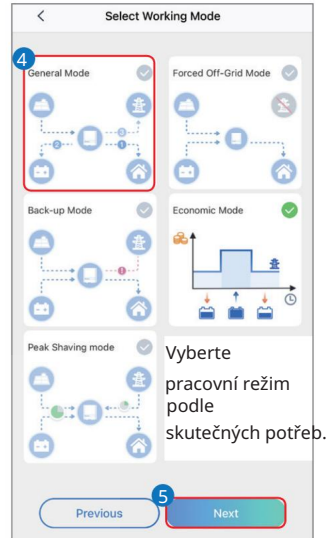 Select Working Mode
4
General Mode
Forced Off-Grid Mode
3
2
1
Back-up Mode
Economic Mode
Peak Shaving mode
Vyberte
pracovní režim
podle
skutečných potřeb.
5
Previous
Next